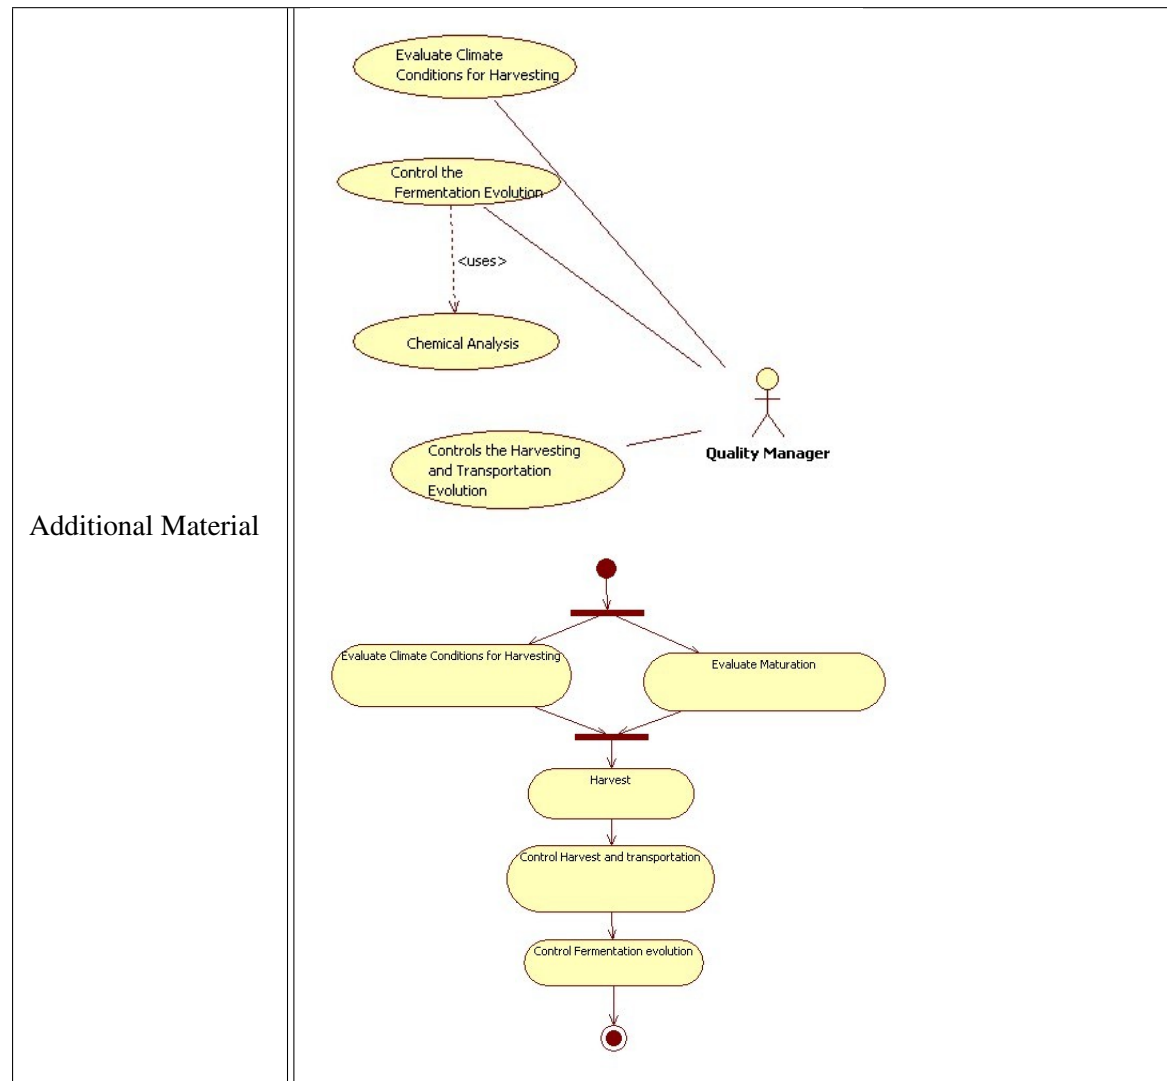 Additional Material
Evaluate Climate
Conditions for Harvesting
Control the
Fermentation Evolution
<uses>
Chemical Analysis
Controls the Harvesting
and Transportation
Evolution
Quality Manager
Evaluate Climate Conditions for Harvesting
Evaluate Maturation
Harvest
Control Harvest and transportation
Control Fermentation evolution